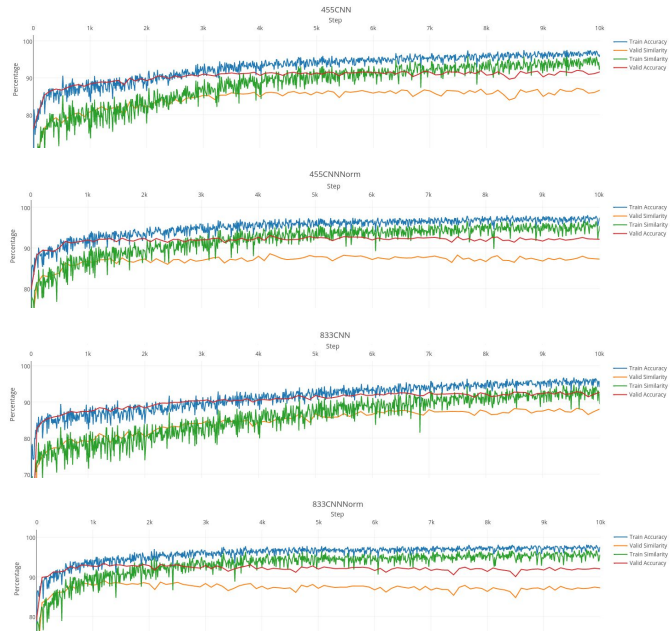 455CNN
Step
0 1k 2k 3k 4k 5k 6k 7k 8k 9k 10k
100
90
80
Percentage
Train Accuracy
Valid Similarity
Train Similarity
Valid Accuracy
455CNNNorm
Step
0 1k 2k 3k 4k 5k 6k 7k 8k 9k 10k
100
90
80
Percentage
Train Accuracy
Valid Similarity
Train Similarity
Valid Accuracy
833CNN
Step
0 1k 2k 3k 4k 5k 6k 7k 8k 9k 10k
100
90
80
70
Percentage
Train Accuracy
Valid Similarity
Train Similarity
Valid Accuracy
833CNNNorm
Step
0 1k 2k 3k 4k 5k 6k 7k 8k 9k 10k
100
90
80
Percentage
Train Accuracy
Valid Similarity
Train Similarity
Valid Accuracy